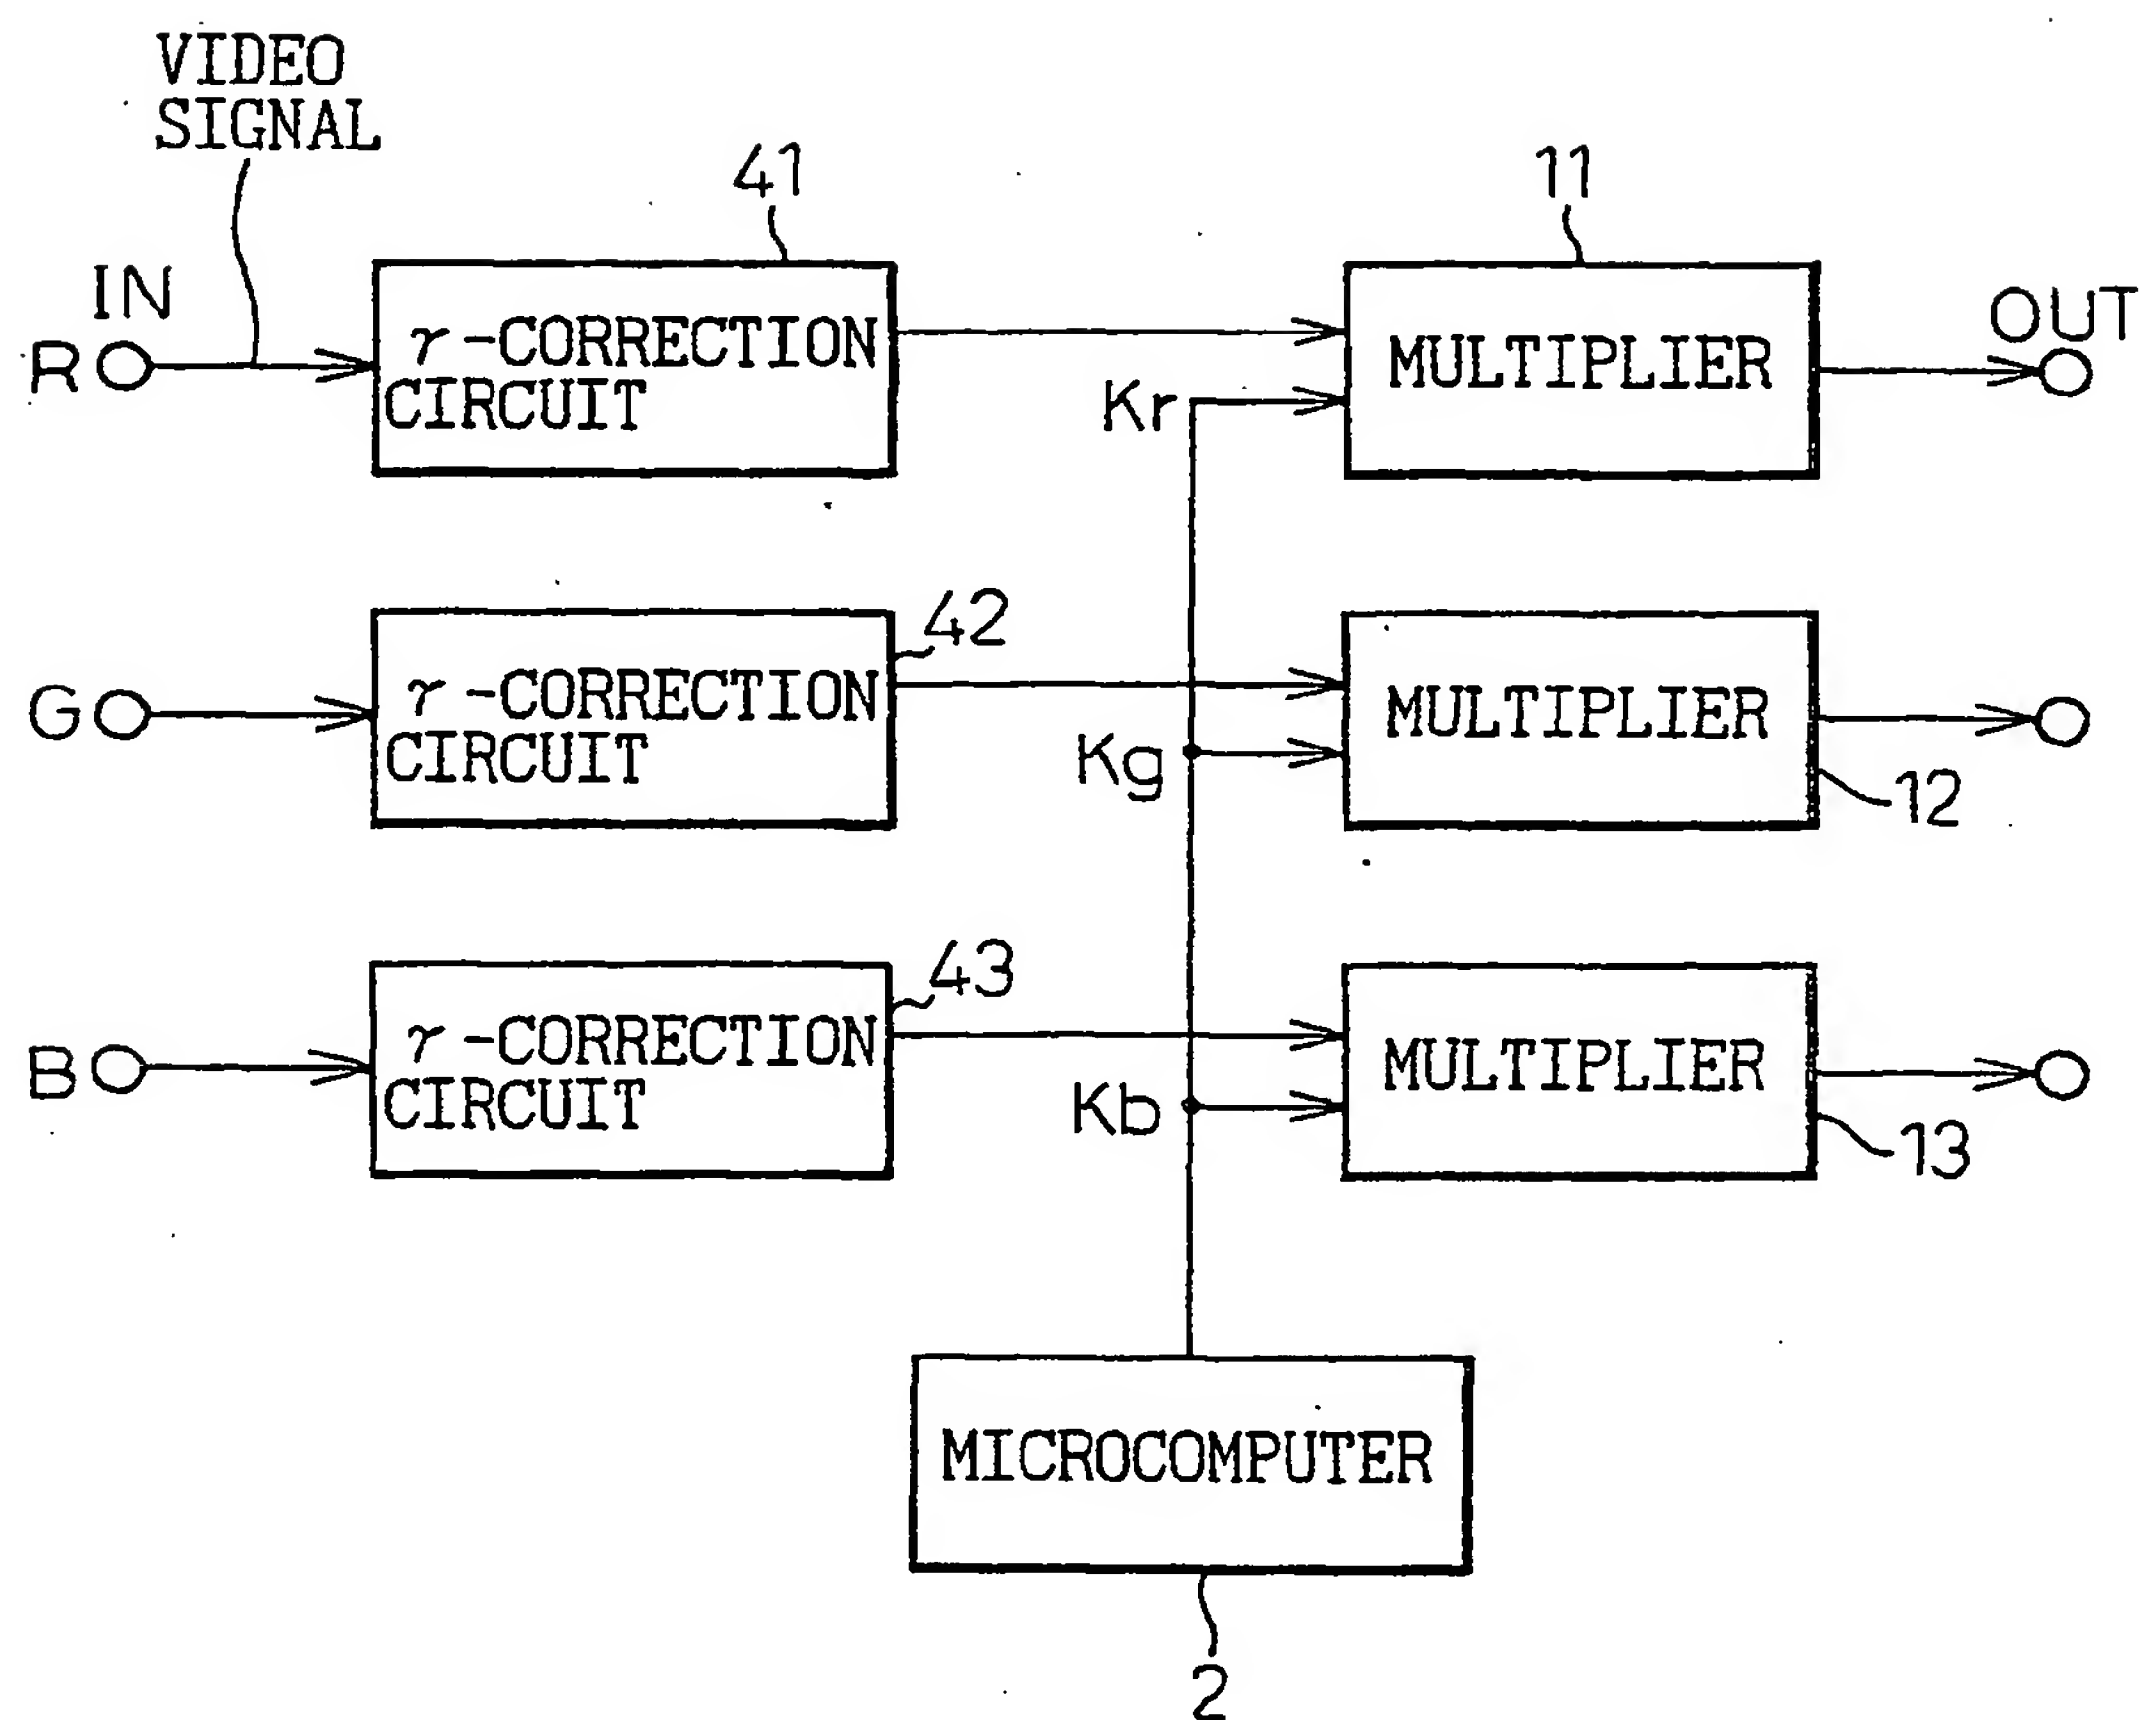 VIDEO
SIGNAL
41
11
IN
OUT
R
γ-CORRECTION
CIRCUIT
MULTIPLIER
Kr
42
G
γ-CORRECTION
CIRCUIT
MULTIPLIER
Kg
12
43
B
γ-CORRECTION
CIRCUIT
MULTIPLIER
Kb
13
MICROCOMPUTER
2